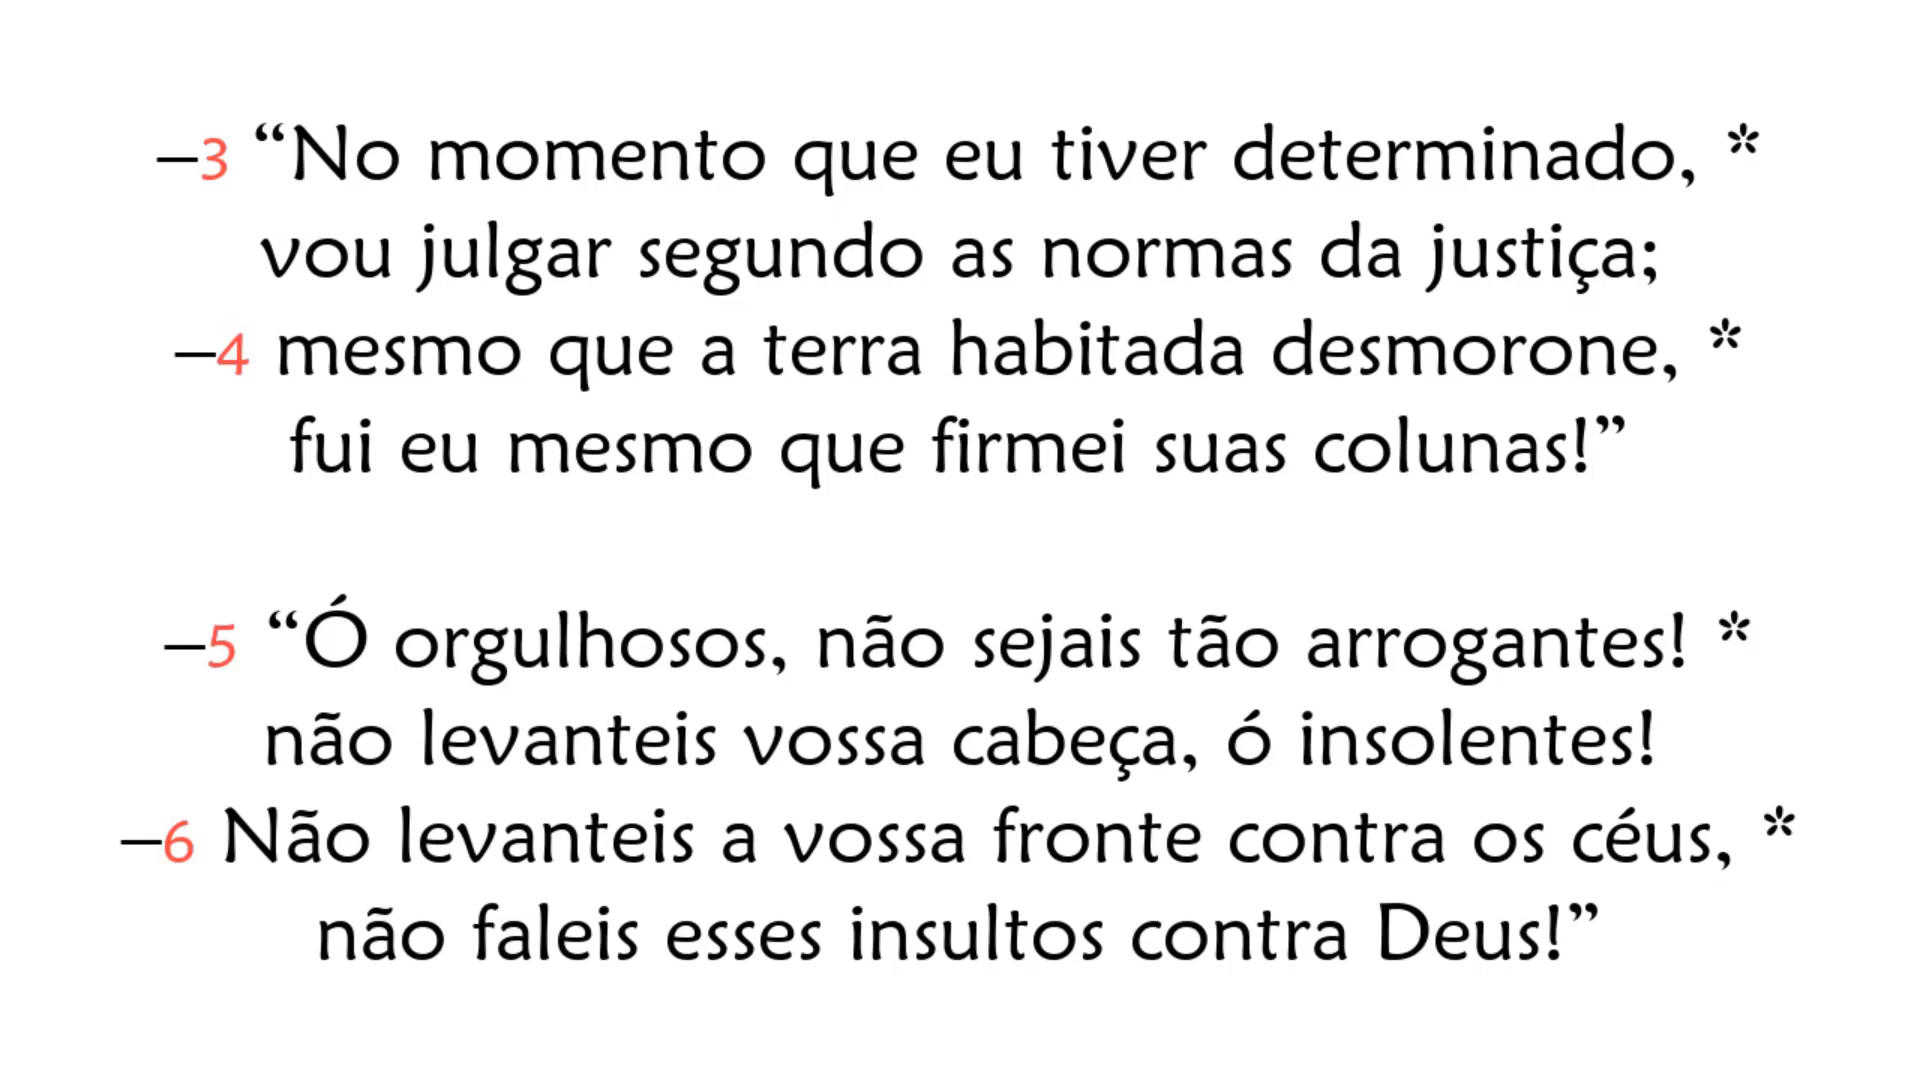 –3 “No momento que eu tiver determinado, *
vou julgar segundo as normas da justiça;
–4 mesmo que a terra habitada desmorone, *
fui eu mesmo que firmei suas colunas!”
–5 “Ó orgulhosos, não sejais tão arrogantes! *
não levanteis vossa cabeça, ó insolentes!
–6 Não levanteis a vossa fronte contra os céus, *
não faleis esses insultos contra Deus!”